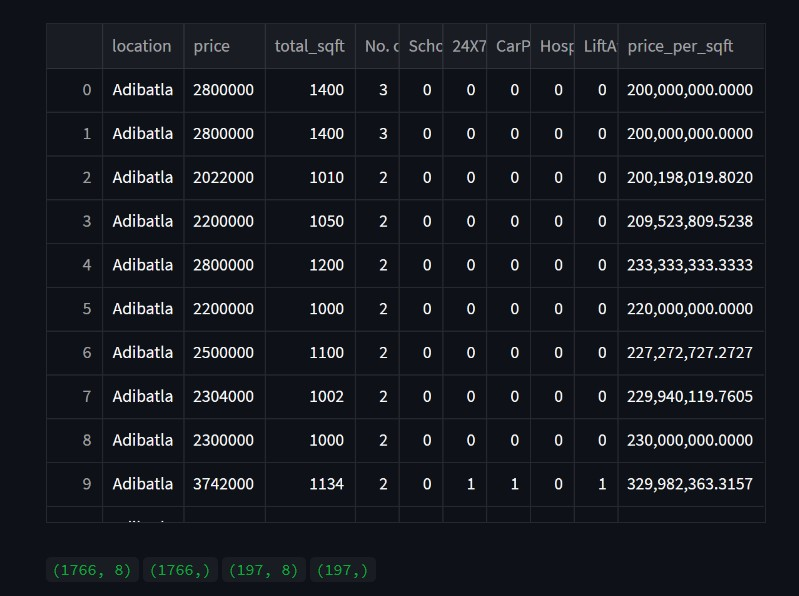 location price total_sqft No. c Schc 24X7 CarP Hosp LiftA price_per_sqft
0 Adibatla 2800000 1400 3 0 0 0 0 0 200,000,000.0000
1 Adibatla 2800000 1400 3 0 0 0 0 0 200,000,000.0000
2 Adibatla 2022000 1010 2 0 0 0 0 0 200,198,019.8020
3 Adibatla 2200000 1050 2 0 0 0 0 0 209,523,809.5238
4 Adibatla 2800000 1200 2 0 0 0 0 0 233,333,333.3333
5 Adibatla 2200000 1000 2 0 0 0 0 0 220,000,000.0000
6 Adibatla 2500000 1100 2 0 0 0 0 0 227,272,727.2727
7 Adibatla 2304000 1002 2 0 0 0 0 0 229,940,119.7605
8 Adibatla 2300000 1000 2 0 0 0 0 0 230,000,000.0000
9 Adibatla 3742000 1134 2 0 1 1 0 1 329,982,363.3157
(1766, 8) (1766,) (197, 8) (197,)